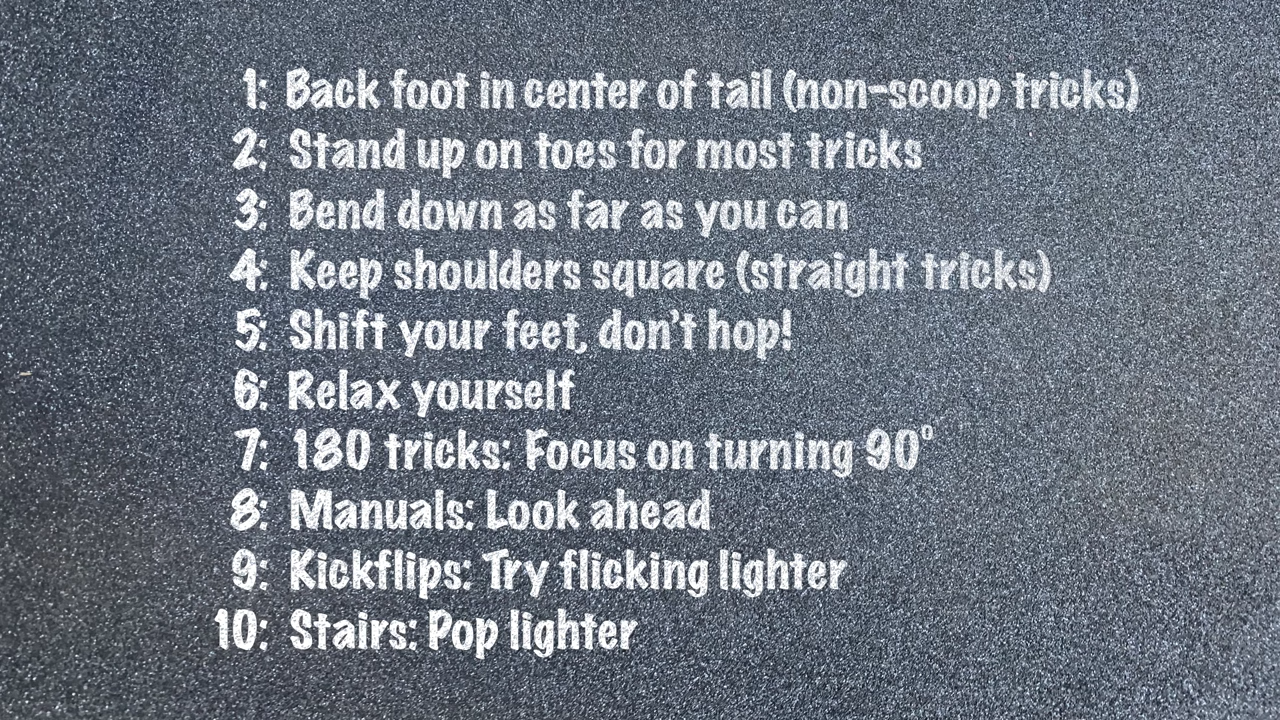 1: Back foot in center of tail (non-scoop tricks)
2: Stand up on toes for most tricks
3: Bend down as far as you can
4: Keep shoulders square (straight tricks)
5: Shift your feet, don't hop!
6: Relax yourself
7: 180 tricks: Focus on turning 90°
8: Manuals: Look ahead
9: Kickflips: Try flicking lighter
10: Stairs: Pop lighter